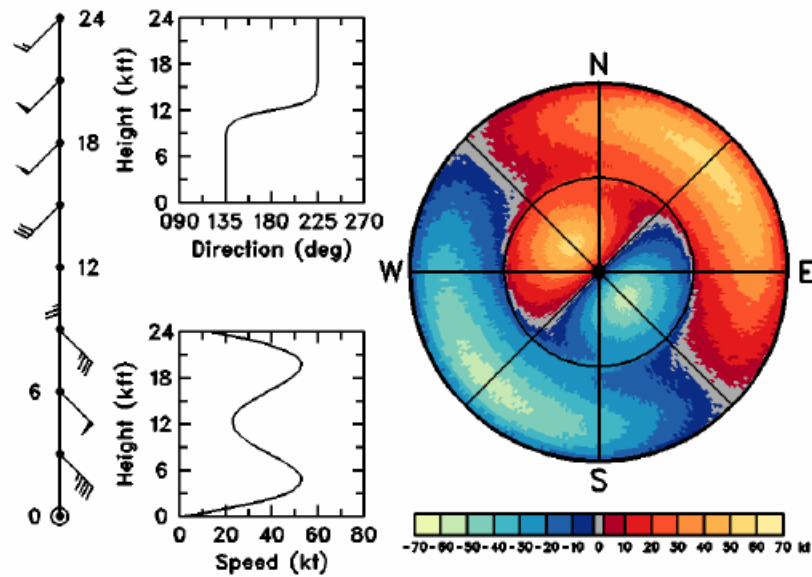 24
18
12
6
0
Height (kft)
24
18
12
6
0
090 135 180 225 270
Direction (deg)
Height (kft)
24
18
12
6
0
0 20 40 60 80
Speed (kt)
N
W
E
S
-70 -60 -50 -40 -30 -20 -10 0 10 20 30 40 50 60 70 kt